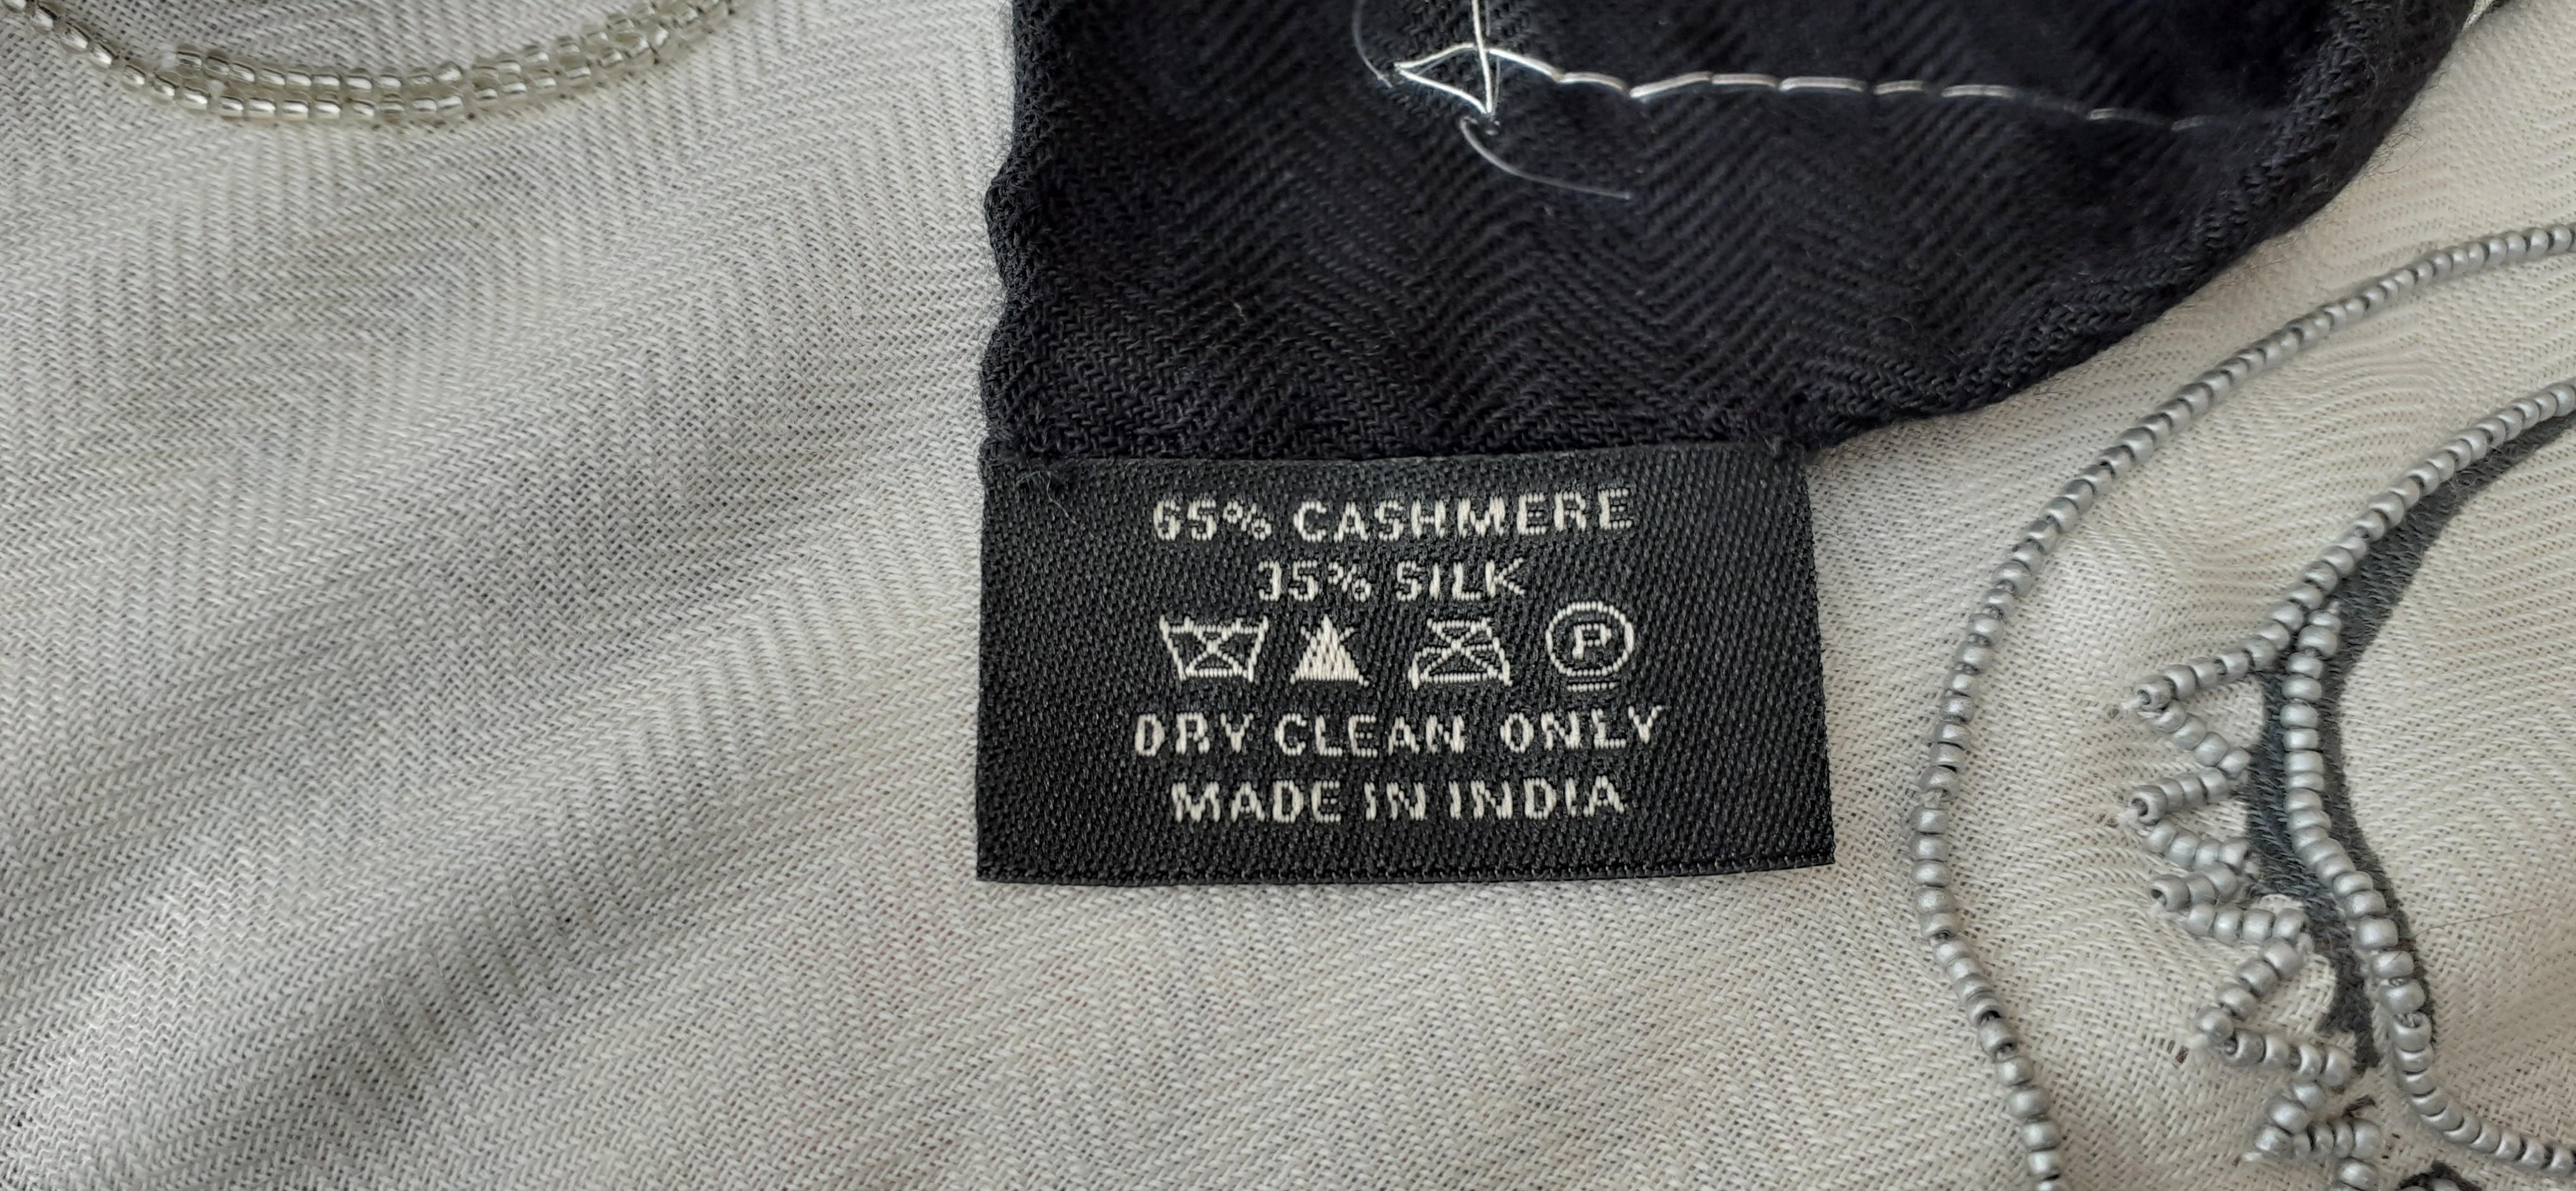 65% CASHMERE
35% SILK
P
DRY CLEAN ONLY
MADE IN INDIA